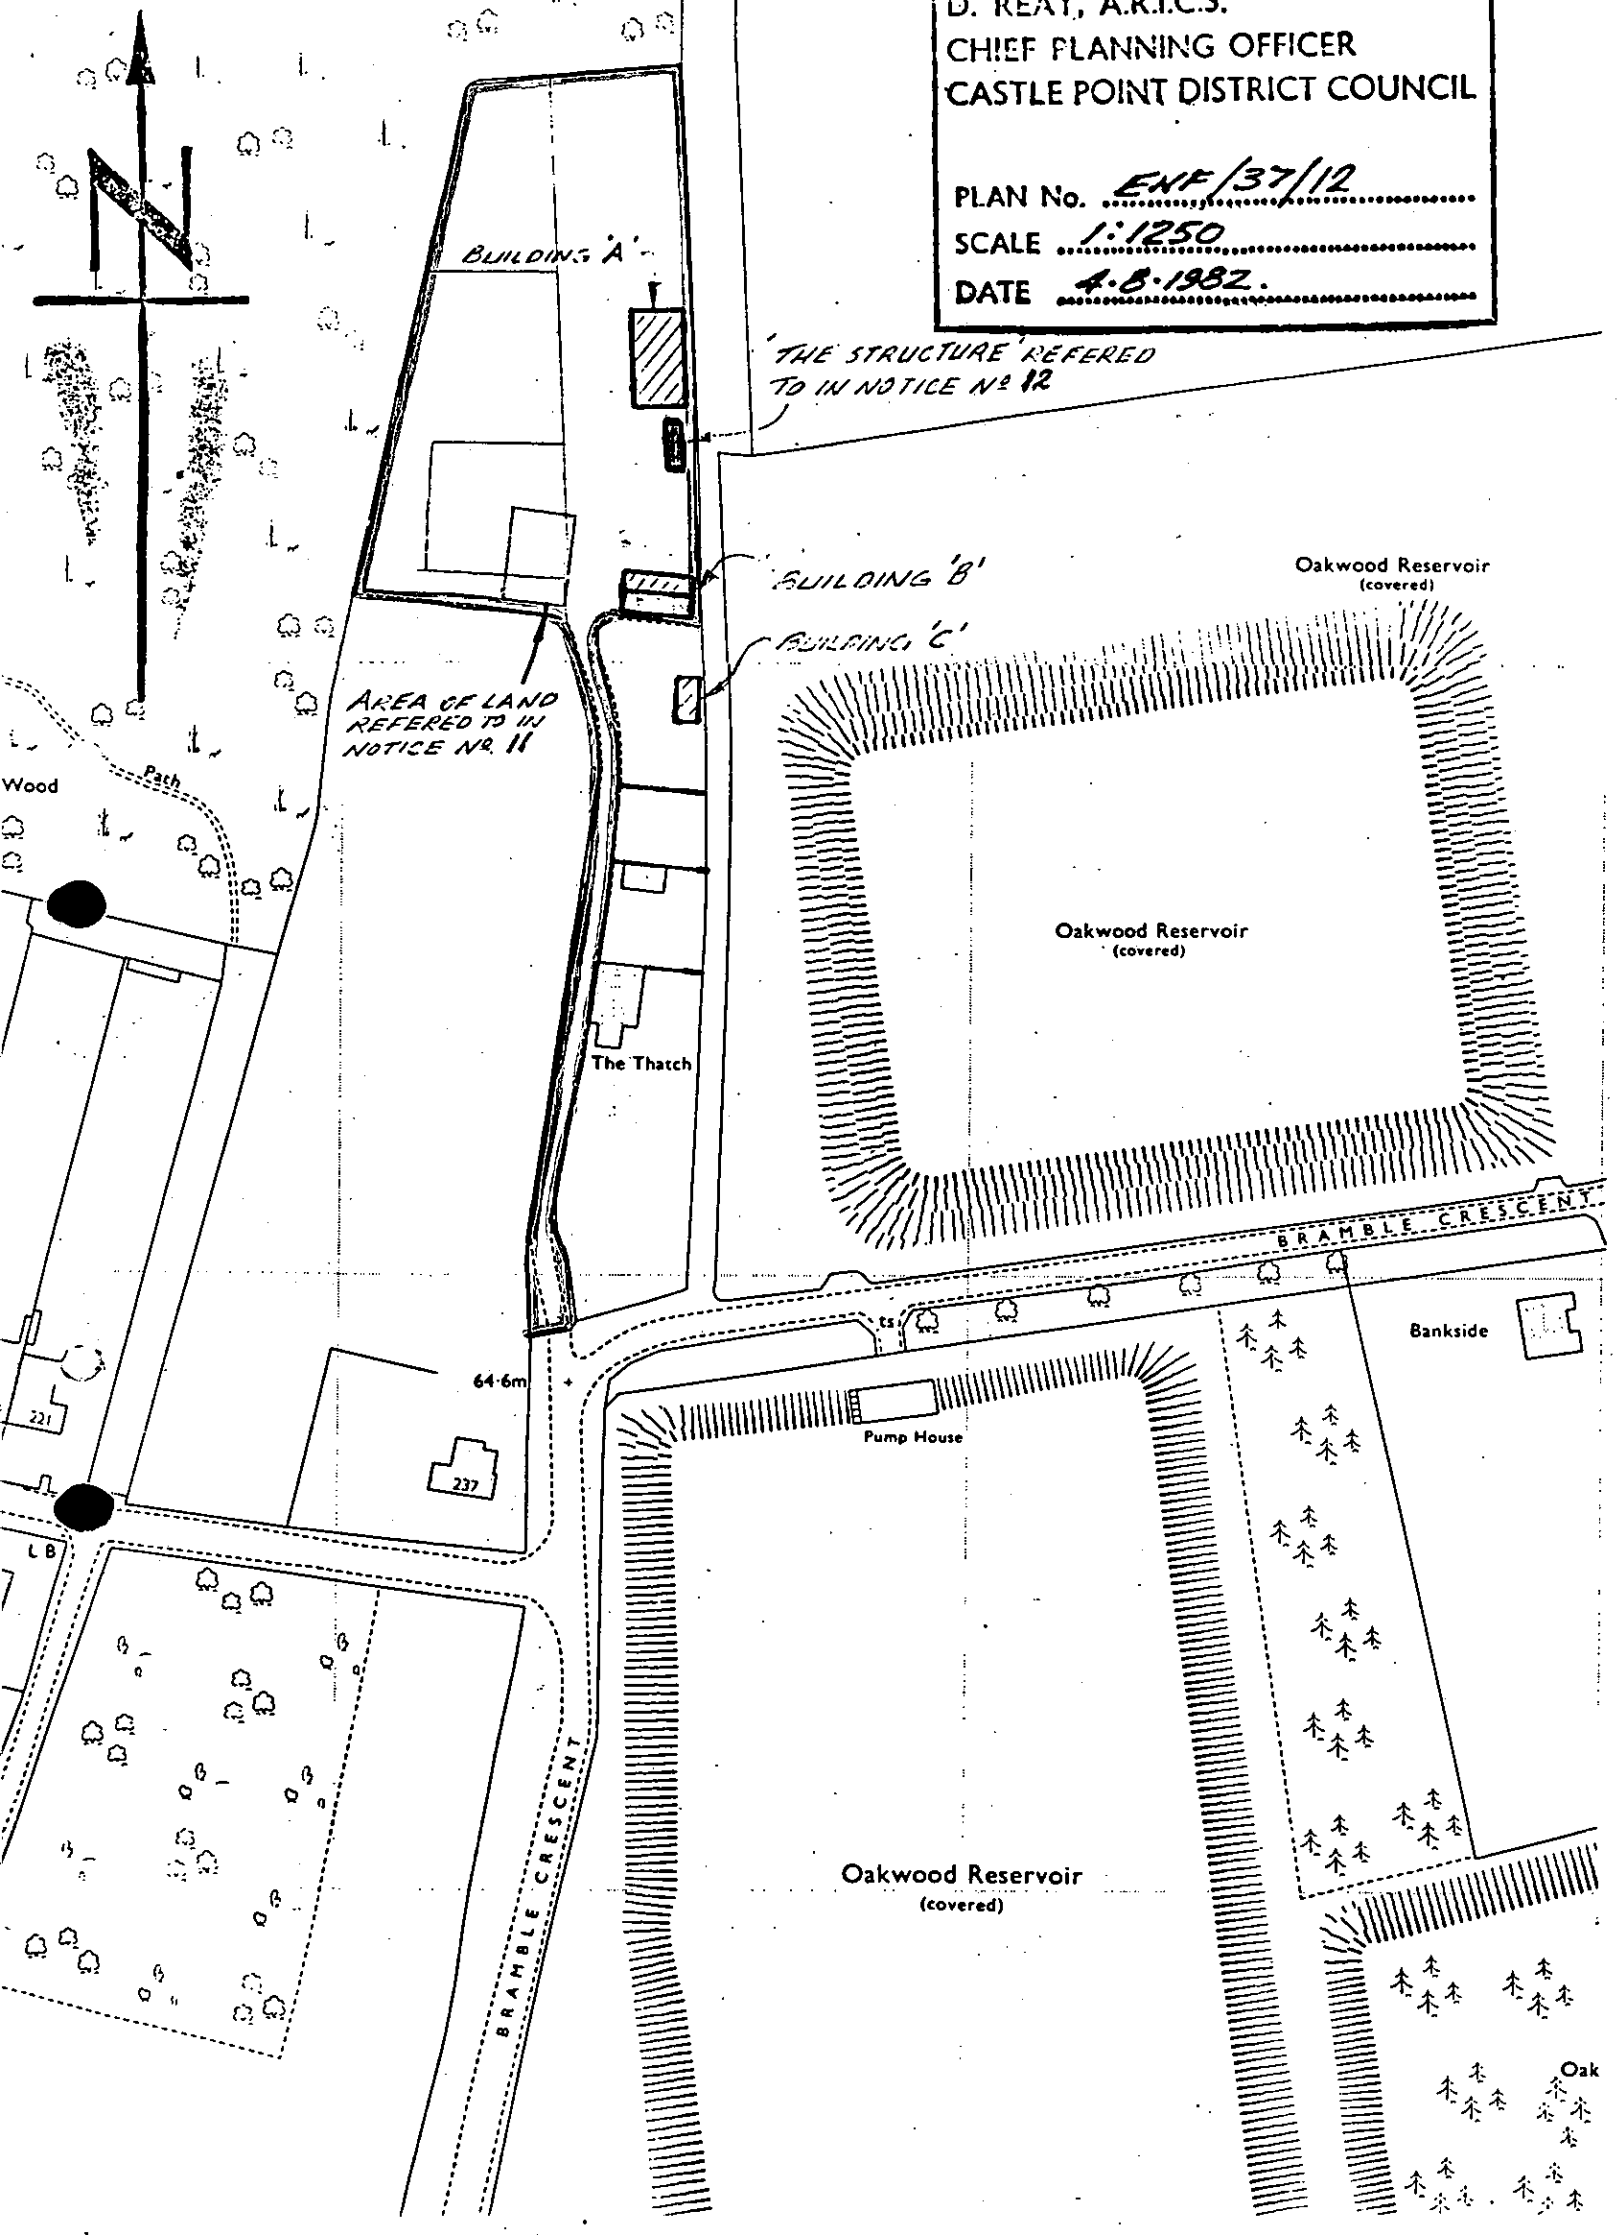 D. REAY, A.R.I.C.S.
CHIEF PLANNING OFFICER
CASTLE POINT DISTRICT COUNCIL
PLAN No. ENF/37/12
SCALE 1:1250
DATE 4.8.1982.
N
BUILDING 'A'
'THE STRUCTURE' REFERED
TO IN NOTICE Nº 12
BUILDING 'B'
BUILDING 'C'
AREA OF LAND
REFERED TO IN
NOTICE Nº 11
Oakwood Reservoir
(covered)
Wood
Path
Oakwood Reservoir
(covered)
The Thatch
BRAMBLE CRESCENT
ts
Bankside
64·6m
221
Pump House
237
L B
BRAMBLE CRESCENT
Oakwood Reservoir
(covered)
Oak